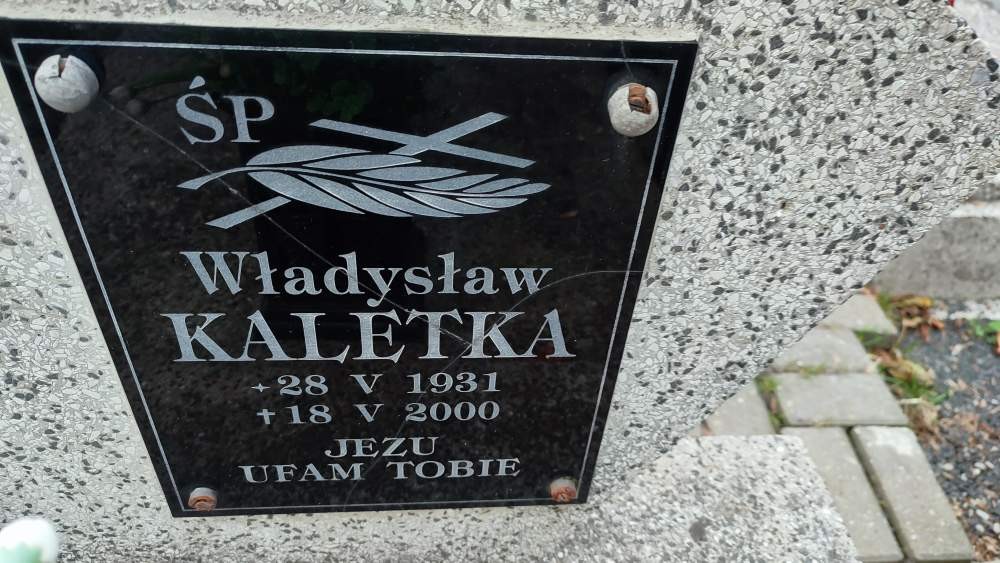 ŚP
Władysław
KALETKA
⋆28 V 1931
†18 V 2000
JEZU
UFAM TOBIE